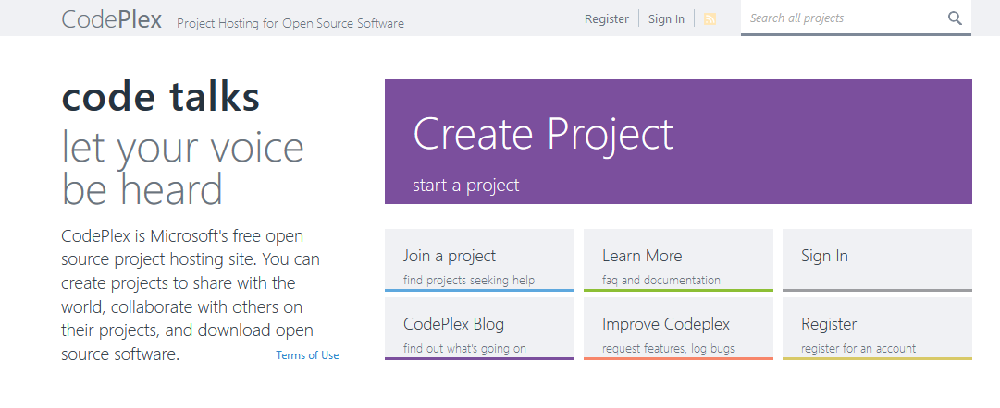 CodePlex Project Hosting for Open Source Software
Register Sign In Search all projects
code talks
let your voice
be heard
CodePlex is Microsoft's free open
source project hosting site. You can
create projects to share with the
world, collaborate with others on
their projects, and download open
source software.
Terms of Use
Create Project
start a project
Join a project
find projects seeking help
Learn More
faq and documentation
Sign In
CodePlex Blog
find out what's going on
Improve Codeplex
request features, log bugs
Register
register for an account